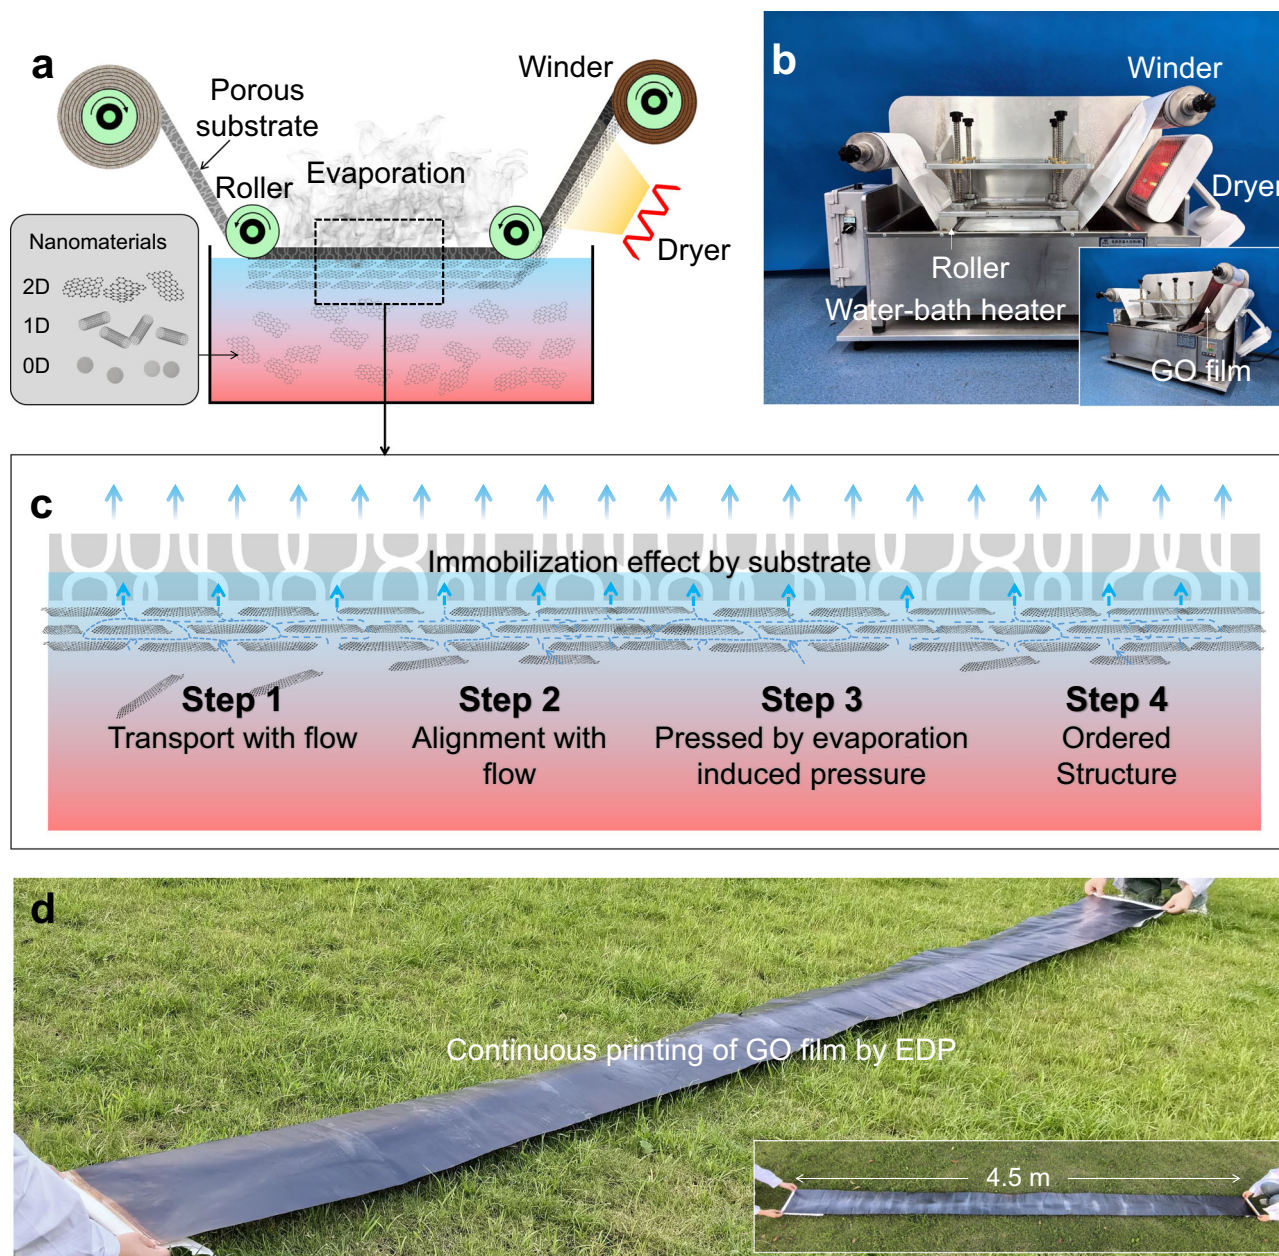 a
Porous
substrate
Roller
Evaporation
Winder
Dryer
Nanomaterials
2D
1D
0D
b
Winder
Dryer
Roller
Water-bath heater
GO film
c
Immobilization effect by substrate
Step 1
Transport with flow
Step 2
Alignment with
flow
Step 3
Pressed by evaporation
induced pressure
Step 4
Ordered
Structure
d
Continuous printing of GO film by EDP
4.5 m